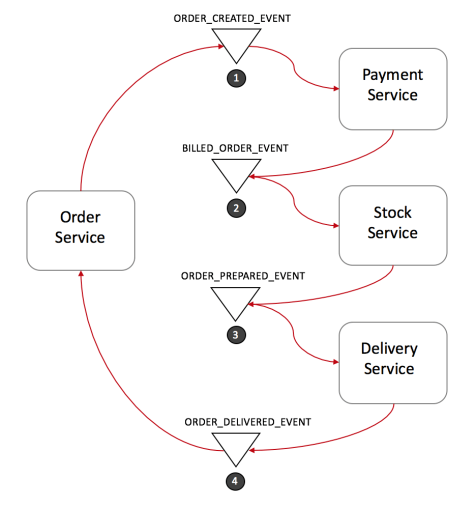 ORDER_CREATED_EVENT
1
Payment
Service
BILLED_ORDER_EVENT
2
Order
Service
Stock
Service
ORDER_PREPARED_EVENT
3
Delivery
Service
ORDER_DELIVERED_EVENT
4